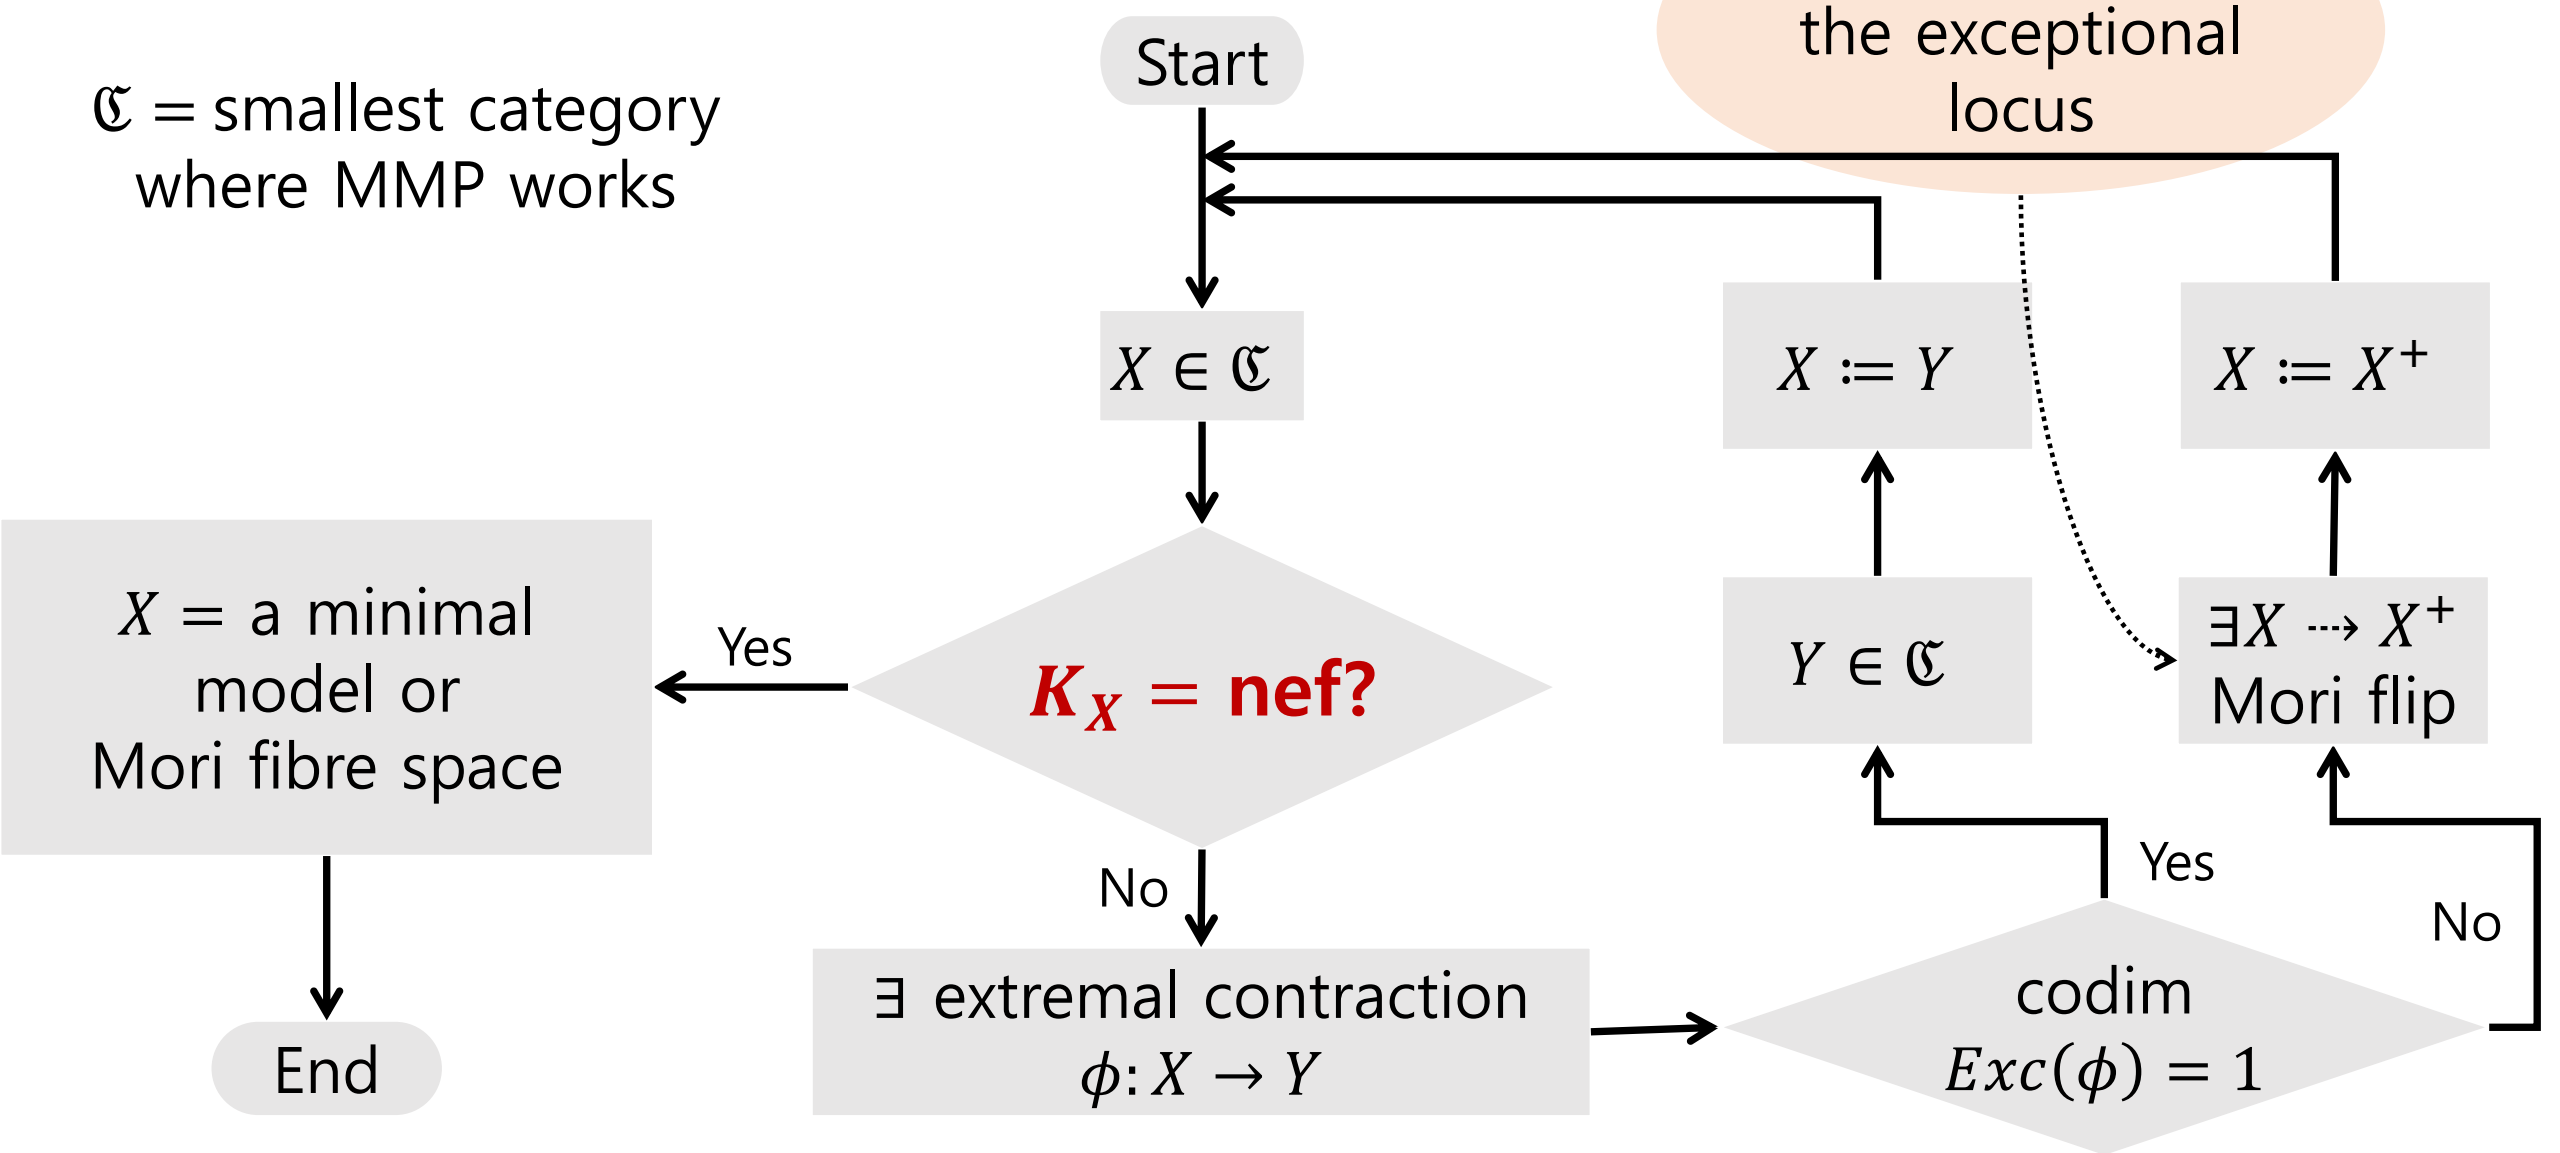 ℭ = smallest category
where MMP works
Start
the exceptional
locus
X ∈ ℭ
X ≔ Y
X ≔ X⁺
X = a minimal
model or
Mori fibre space
Yes
K_X = nef?
Y ∈ ℭ
∃X ⇢ X⁺
Mori flip
No
Yes
No
∃ extremal contraction
ϕ: X → Y
codim
Exc(ϕ) = 1
End